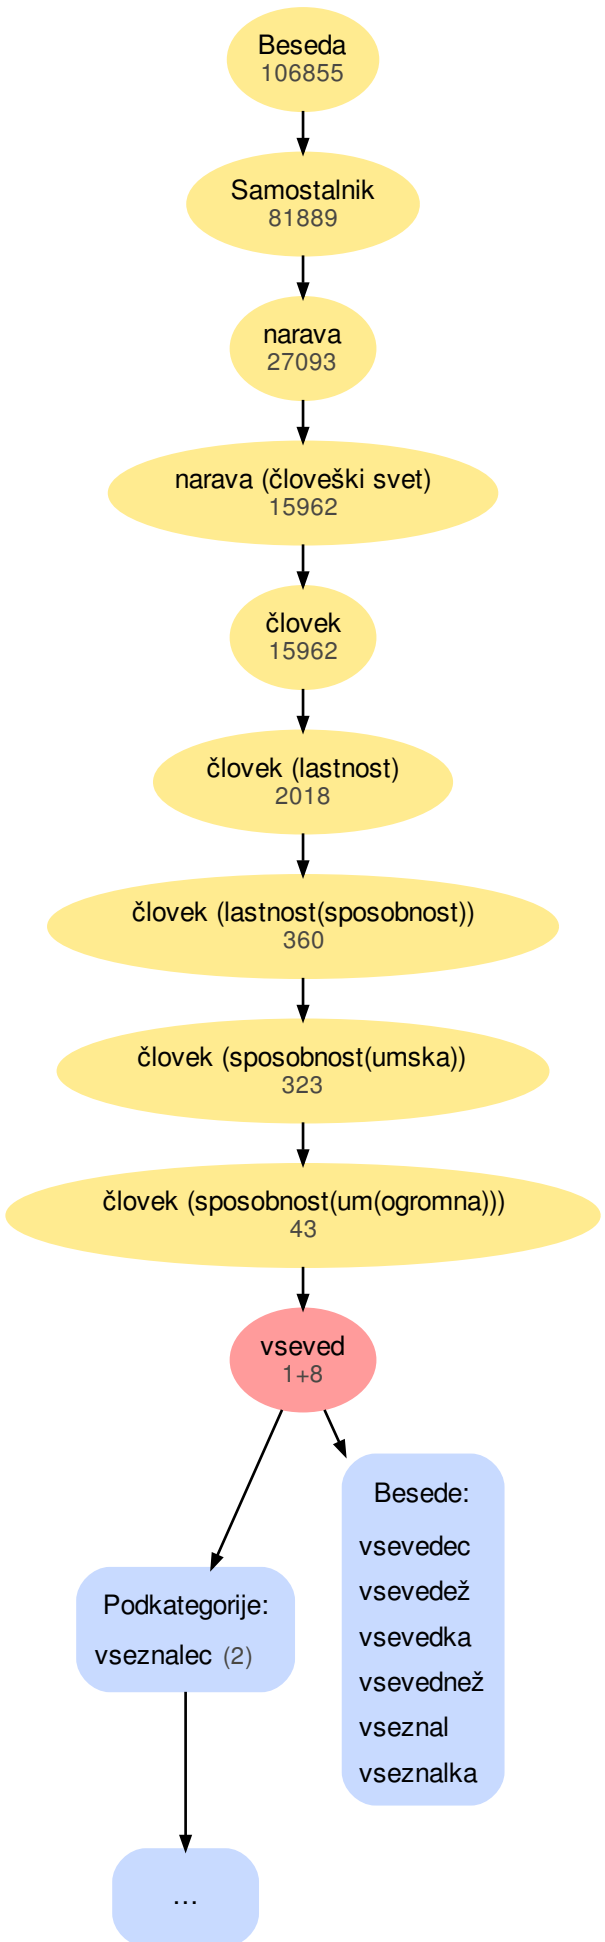 Beseda
106855
Samostalnik
81889
narava
27093
narava (človeški svet)
15962
človek
15962
človek (lastnost)
2018
človek (lastnost(sposobnost))
360
človek (sposobnost(umska))
323
človek (sposobnost(um(ogromna)))
43
vseved
1+8
Besede:
vsevedec
vsevedež
vsevedka
vsevednež
vseznal
vseznalka
Podkategorije:
vseznalec (2)
...